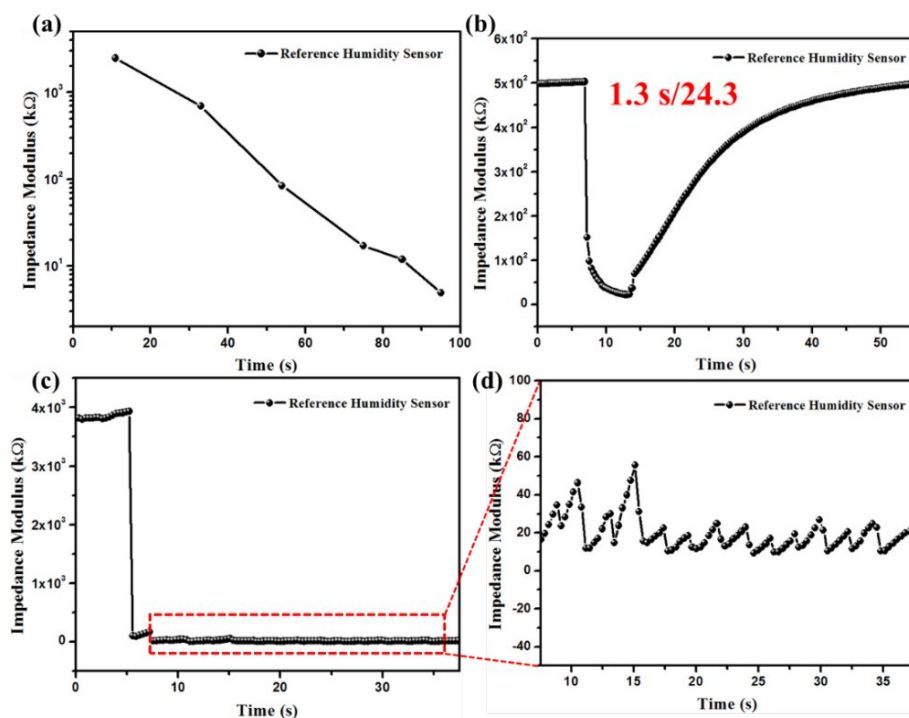 (a)
Reference Humidity Sensor
Impedance Modulus (kΩ)
10³
10²
10¹
0 20 40 60 80 100
Time (s)
(b)
Reference Humidity Sensor
1.3 s/24.3
Impedance Modulus (kΩ)
6x10²
5x10²
4x10²
3x10²
2x10²
1x10²
0
0 10 20 30 40 50
Time (s)
(c)
Reference Humidity Sensor
Impedance Modulus (kΩ)
4x10³
3x10³
2x10³
1x10³
0
0 10 20 30
Time (s)
(d)
Reference Humidity Sensor
Impedance Modulus (kΩ)
100
80
60
40
20
0
-20
-40
10 15 20 25 30 35
Time (s)